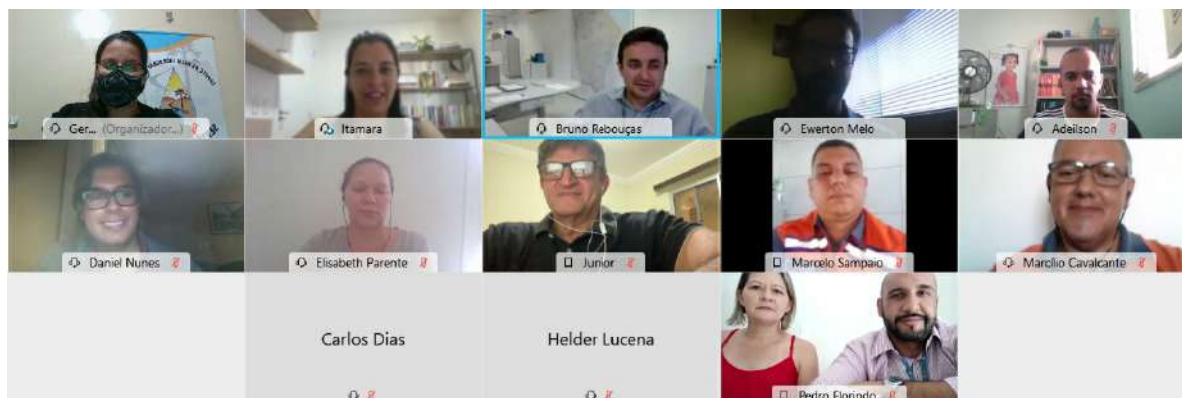 Ger... (Organizador...)
Itamara
Bruno Rebouças
Ewerton Melo
Adeilson
Daniel Nunes
Elisabeth Parente
Junior
Marcelo Sampaio
Marcílio Cavalcante
Carlos Dias
Helder Lucena
Pedro Florindo